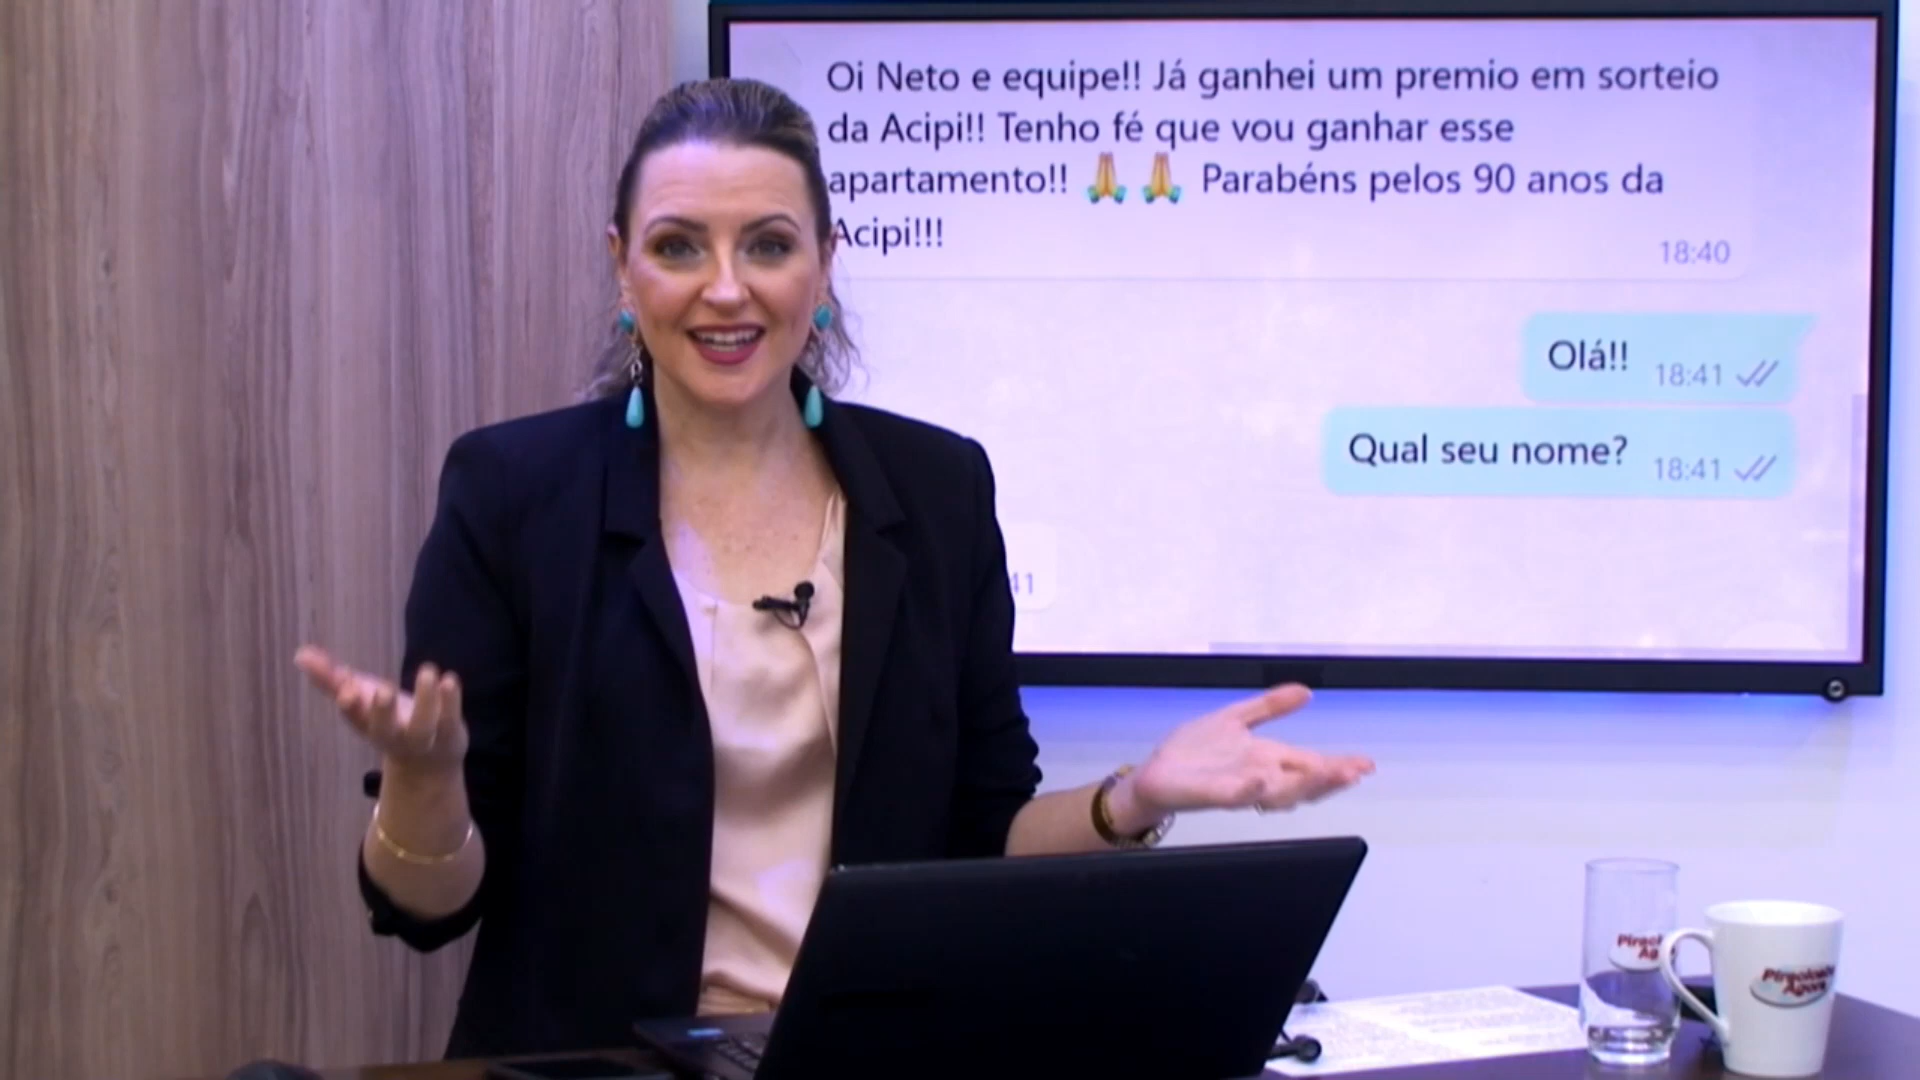 Oi Neto e equipe!! Já ganhei um premio em sorteio
da Acipi!! Tenho fé que vou ganhar esse
apartamento!! 🙏 🙏 Parabéns pelos 90 anos da
Acipi!!!
18:40
Olá!! 18:41
Qual seu nome? 18:41
41